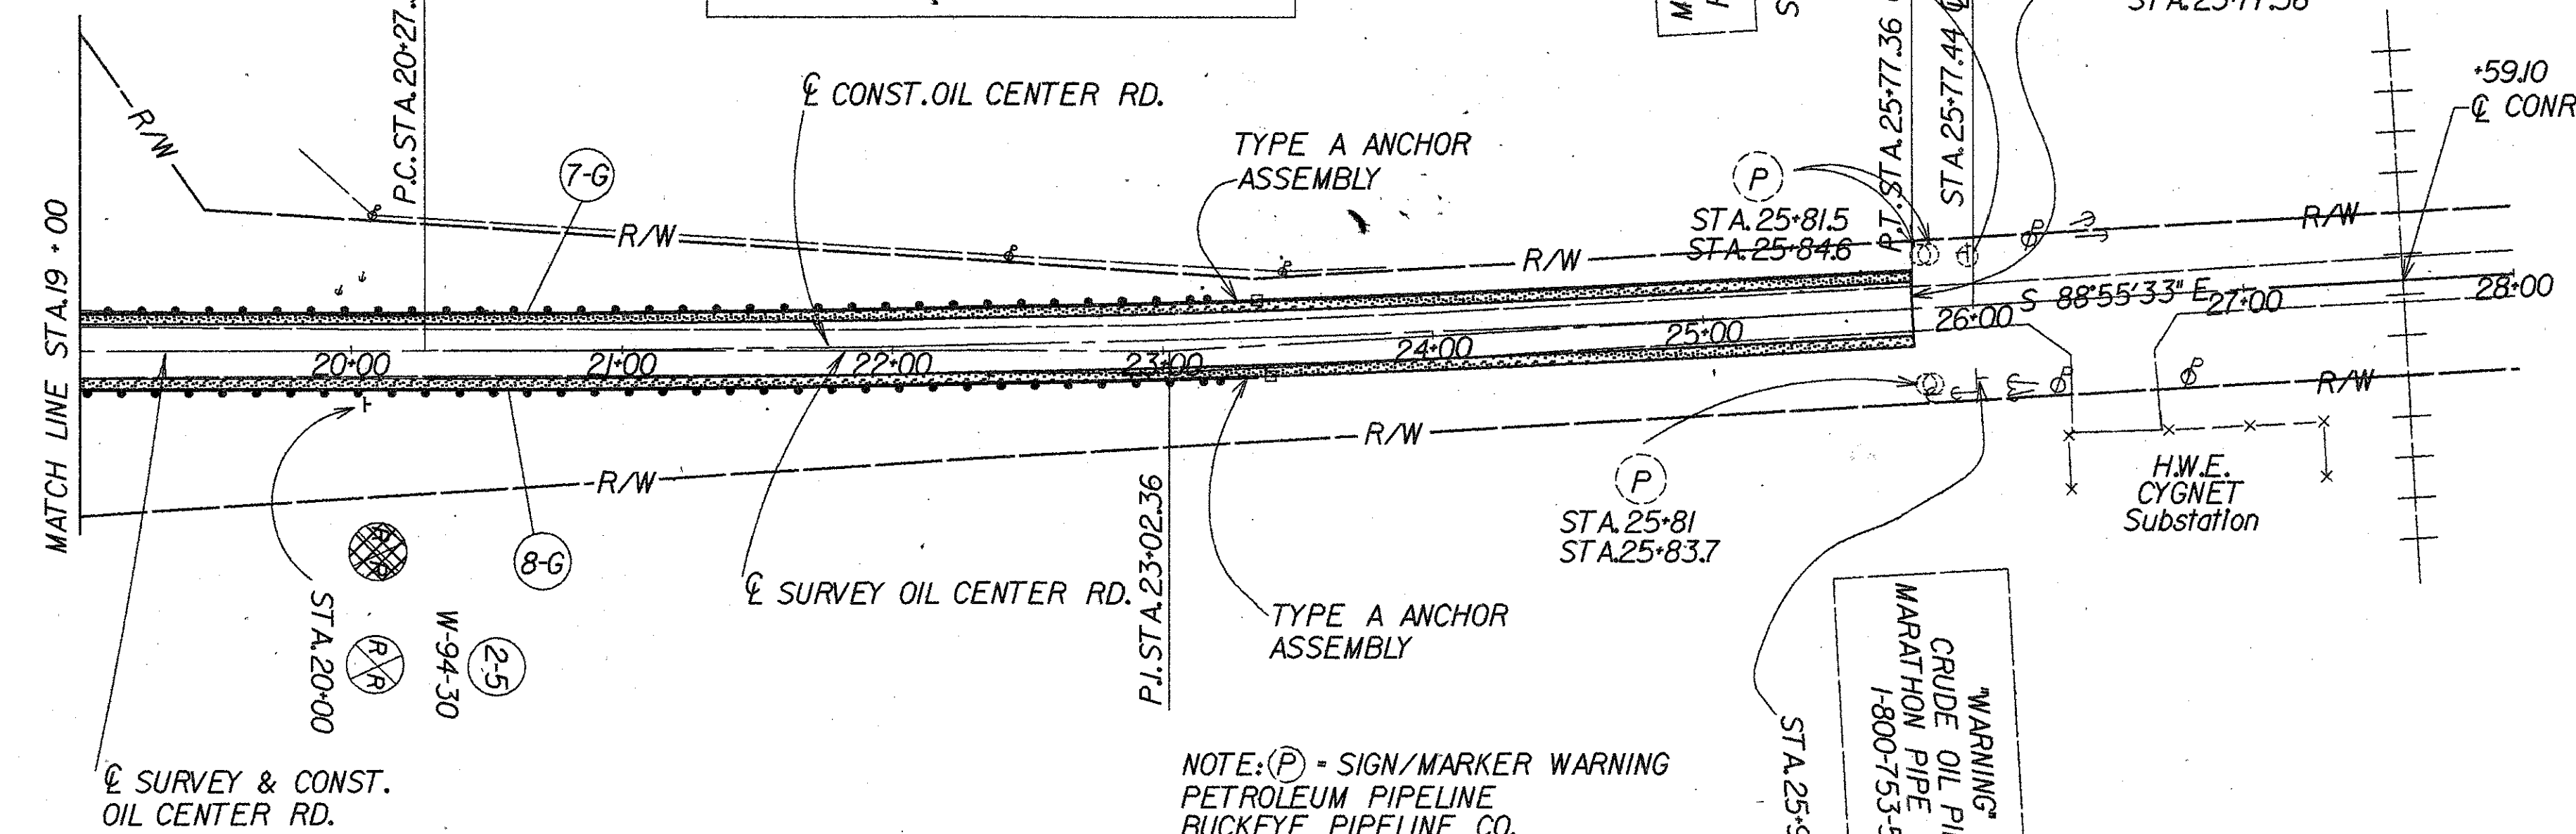 MATCH LINE STA.19+00
R/W
P.C.STA.20+27.
7-G
℄ CONST.OIL CENTER RD.
TYPE A ANCHOR
ASSEMBLY
R/W
R/W
P
STA.25+81.5
STA.25+84.6
P.T.STA.25+77.36
STA.25+77.44 ℄
+59.10
℄ CONR
R/W
20+00
21+00
22+00
23+00
24+00
25+00
26+00
S 88°55'33" E
27+00
28+00
R/W
R/W
R/W
8-G
STA.20+00
R R
W-94-30
2-5
℄ SURVEY OIL CENTER RD.
P.I.STA.23+02.36
TYPE A ANCHOR
ASSEMBLY
P
STA.25+81
STA.25+83.7
H.W.E.
CYGNET
Substation
℄ SURVEY & CONST.
OIL CENTER RD.
NOTE: P = SIGN/MARKER WARNING
PETROLEUM PIPELINE
BUCKEYE PIPELINE CO.
"WARNING"
CRUDE OIL PI
MARATHON PIPE
1-800-753-5